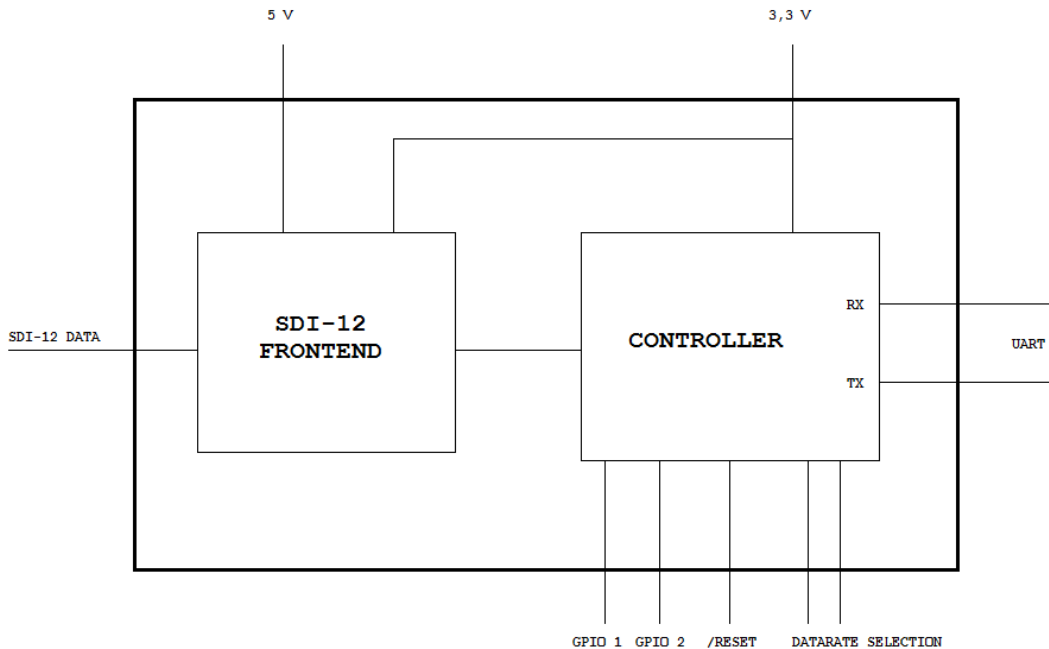 5 V
3,3 V
SDI-12 DATA
SDI-12
FRONTEND
CONTROLLER
RX
TX
UART
GPIO 1
GPIO 2
/RESET
DATARATE SELECTION